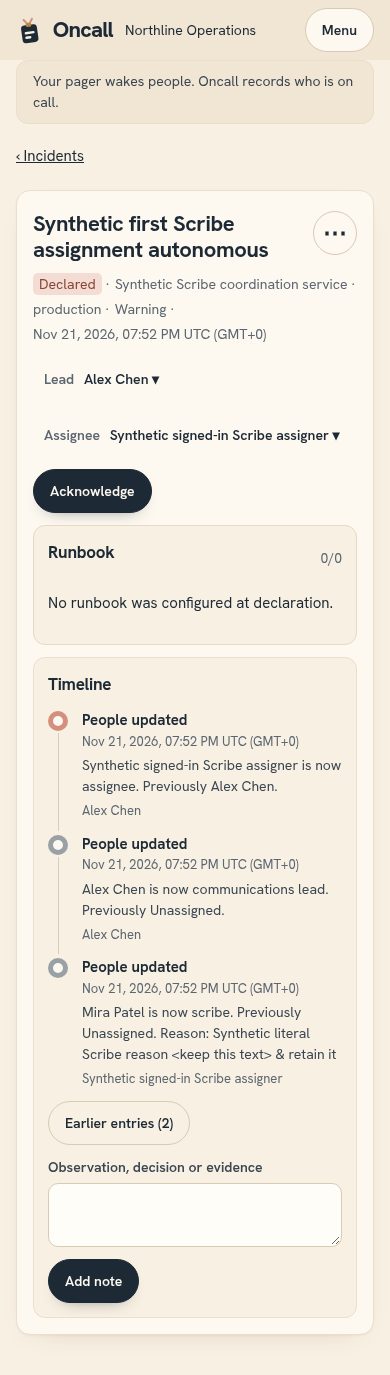 Oncall Northline Operations Menu
Your pager wakes people. Oncall records who is on
call.
‹ Incidents
Synthetic first Scribe
assignment autonomous
Declared · Synthetic Scribe coordination service ·
production · Warning ·
Nov 21, 2026, 07:52 PM UTC (GMT+0)
Lead Alex Chen ▾
Assignee Synthetic signed-in Scribe assigner ▾
Acknowledge
Runbook 0/0
No runbook was configured at declaration.
Timeline
People updated
Nov 21, 2026, 07:52 PM UTC (GMT+0)
Synthetic signed-in Scribe assigner is now
assignee. Previously Alex Chen.
Alex Chen
People updated
Nov 21, 2026, 07:52 PM UTC (GMT+0)
Alex Chen is now communications lead.
Previously Unassigned.
Alex Chen
People updated
Nov 21, 2026, 07:52 PM UTC (GMT+0)
Mira Patel is now scribe. Previously
Unassigned. Reason: Synthetic literal
Scribe reason <keep this text> & retain it
Synthetic signed-in Scribe assigner
Earlier entries (2)
Observation, decision or evidence
Add note